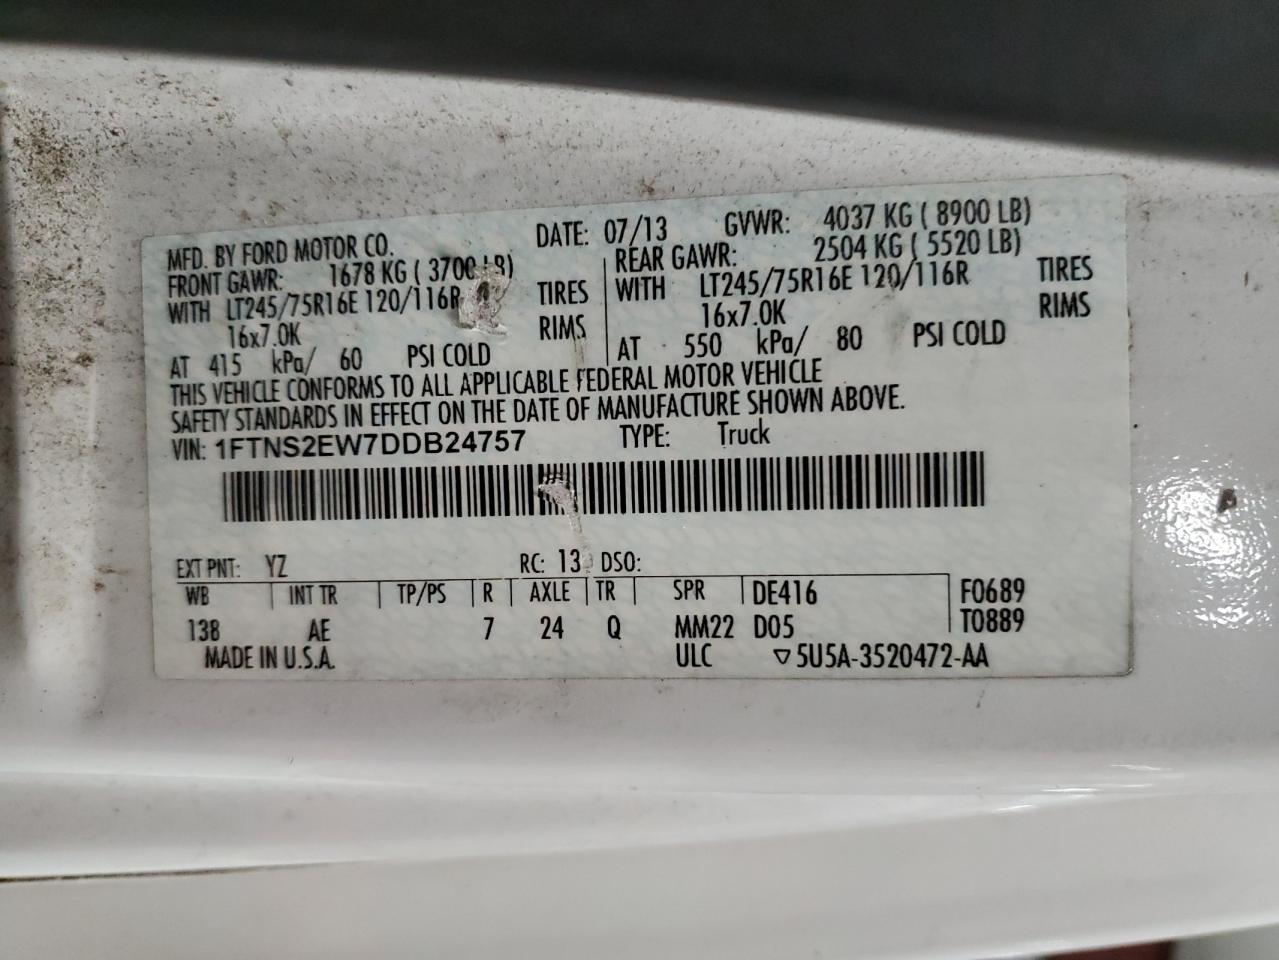 MFD. BY FORD MOTOR CO. DATE: 07/13 GVWR: 4037 KG ( 8900 LB)
FRONT GAWR: 1678 KG ( 3700 LB) REAR GAWR: 2504 KG ( 5520 LB)
WITH LT245/75R16E 120/116R TIRES WITH LT245/75R16E 120/116R TIRES
16x7.0K RIMS 16x7.0K RIMS
AT 415 kPa/ 60 PSI COLD AT 550 kPa/ 80 PSI COLD
THIS VEHICLE CONFORMS TO ALL APPLICABLE FEDERAL MOTOR VEHICLE
SAFETY STANDARDS IN EFFECT ON THE DATE OF MANUFACTURE SHOWN ABOVE.
VIN: 1FTNS2EW7DDB24757 TYPE: Truck
EXT PNT: YZ RC: 13 DSO:
WB INT TR TP/PS R AXLE TR SPR DE416 F0689
138 AE 7 24 Q MM22 D05 T0889
MADE IN U.S.A. ULC ▽5U5A-3520472-AA